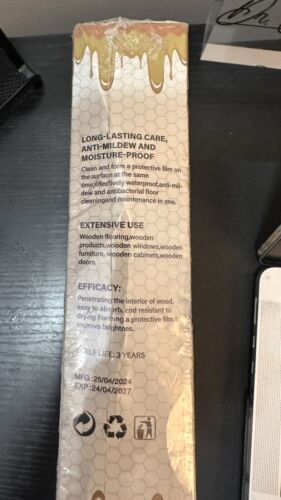 LONG-LASTING CARE,
ANTI-MILDEW AND
MOISTURE-PROOF
Clean and form a protective film on
the surface at the same
time,effectively waterproof,anti-mil-
dew and antibacterial floor
cleaningand maintenance in one.
EXTENSIVE USE
Wooden flooring,wooden
products,wooden windows,wooden
furniture, wooden cabinets,wooden
doors.
EFFICACY:
Penetrating the interior of wood,
easy to absorb, and resistant to
drying Forming a protective film t
improve brightnes.
LIFE: 3 YEARS
MFG :25/04/2024
EXP :24/04/2027